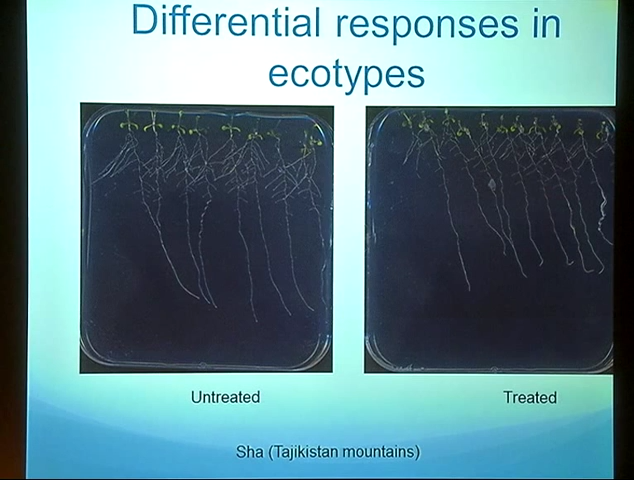 Differential responses in
ecotypes
Untreated
Treated
Sha (Tajikistan mountains)